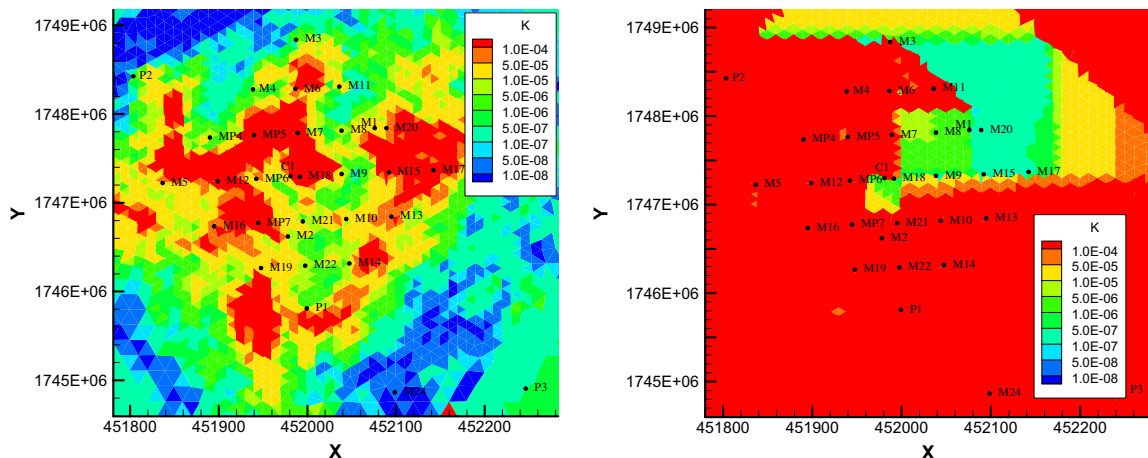 1749E+06
1748E+06
1747E+06
1746E+06
1745E+06
Y
451800
451900
452000
452100
452200
X
K
1.0E-04
5.0E-05
1.0E-05
5.0E-06
1.0E-06
5.0E-07
1.0E-07
5.0E-08
1.0E-08
M3
P2
M4
M6
M11
M1
MP4
MP5
M7
M8
M20
C1
M5
M12
MP6
M18
M9
M15
M17
M16
MP7
M21
M10
M13
M2
M19
M22
M14
P1
M24
P3
1749E+06
1748E+06
1747E+06
1746E+06
1745E+06
Y
451800
451900
452000
452100
452200
X
M3
P2
M4
M6
M11
M1
MP4
MP5
M7
M8
M20
C1
M5
M12
MP6
M18
M9
M15
M17
M16
MP7
M21
M10
M13
M2
M19
M22
M14
P1
M24
P3
K
1.0E-04
5.0E-05
1.0E-05
5.0E-06
1.0E-06
5.0E-07
1.0E-07
5.0E-08
1.0E-08